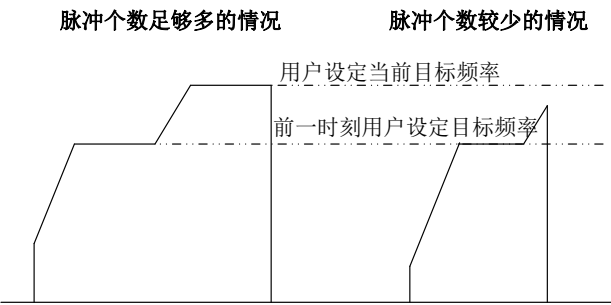 脉冲个数足够多的情况
脉冲个数较少的情况
用户设定当前目标频率
前一时刻用户设定目标频率